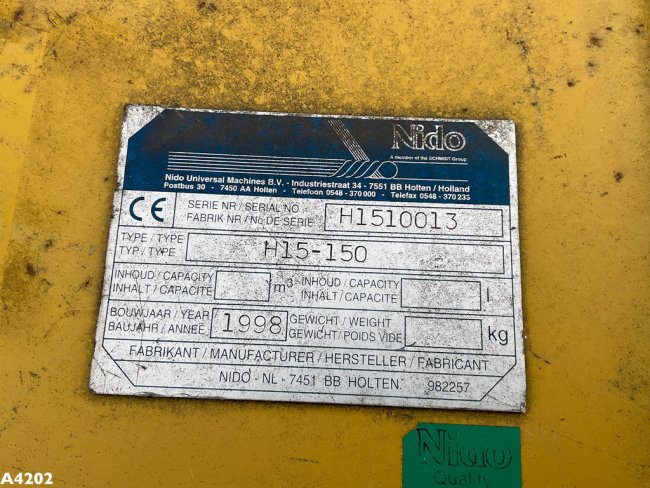 Nido
A member of the SCHMIDT Group
Nido Universal Machines B.V. - Industriestraat 34 - 7551 BB Holten / Holland
Postbus 30 - 7450 AA Holten - Telefoon 0548 - 370 000 - Telefax 0548 - 370 235
CE
SERIE NR / SERIAL NO
FABRIK NR / No DE SERIE
H1510013
TYPE / TYPE
TYP / TYPE
H15-150
INHOUD / CAPACITY
INHALT / CAPACITE
m³
INHOUD / CAPACITY
INHALT / CAPACITE
l
BOUWJAAR / YEAR
BAUJAHR / ANNEE
1998
GEWICHT / WEIGHT
GEWICHT / POIDS VIDE
kg
FABRIKANT / MANUFACTURER / HERSTELLER / FABRICANT
NIDO - NL - 7451 BB HOLTEN
982257
Nido
Quality
A4202